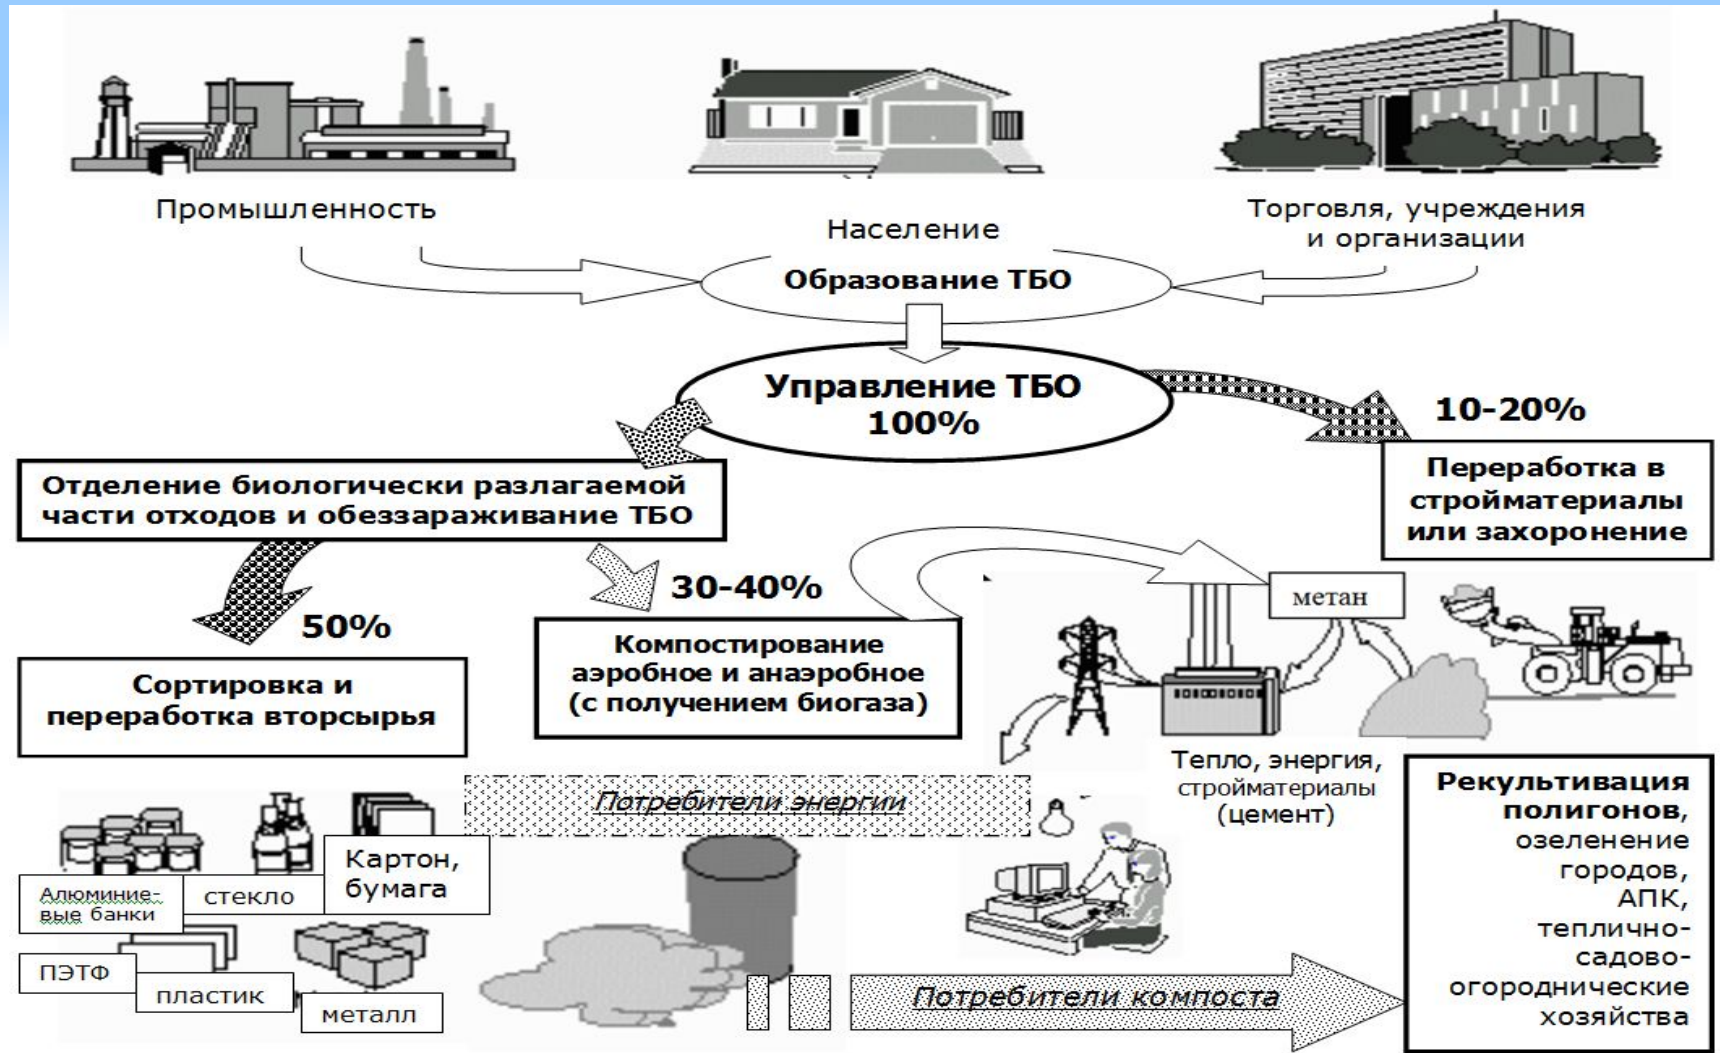 Промышленность
Население
Торговля, учреждения
и организации
Образование ТБО
Управление ТБО
100%
10-20%
Отделение биологически разлагаемой
части отходов и обеззараживание ТБО
Переработка в
стройматериалы
или захоронение
50%
30-40%
Сортировка и
переработка вторсырья
Компостирование
аэробное и анаэробное
(с получением биогаза)
метан
Тепло, энергия,
стройматериалы
(цемент)
Потребители энергии
Алюминие-
вые банки
стекло
Картон,
бумага
ПЭТФ
пластик
металл
Потребители компоста
Рекультивация
полигонов,
озеленение
городов,
АПК,
теплично-
садово-
огороднические
хозяйства